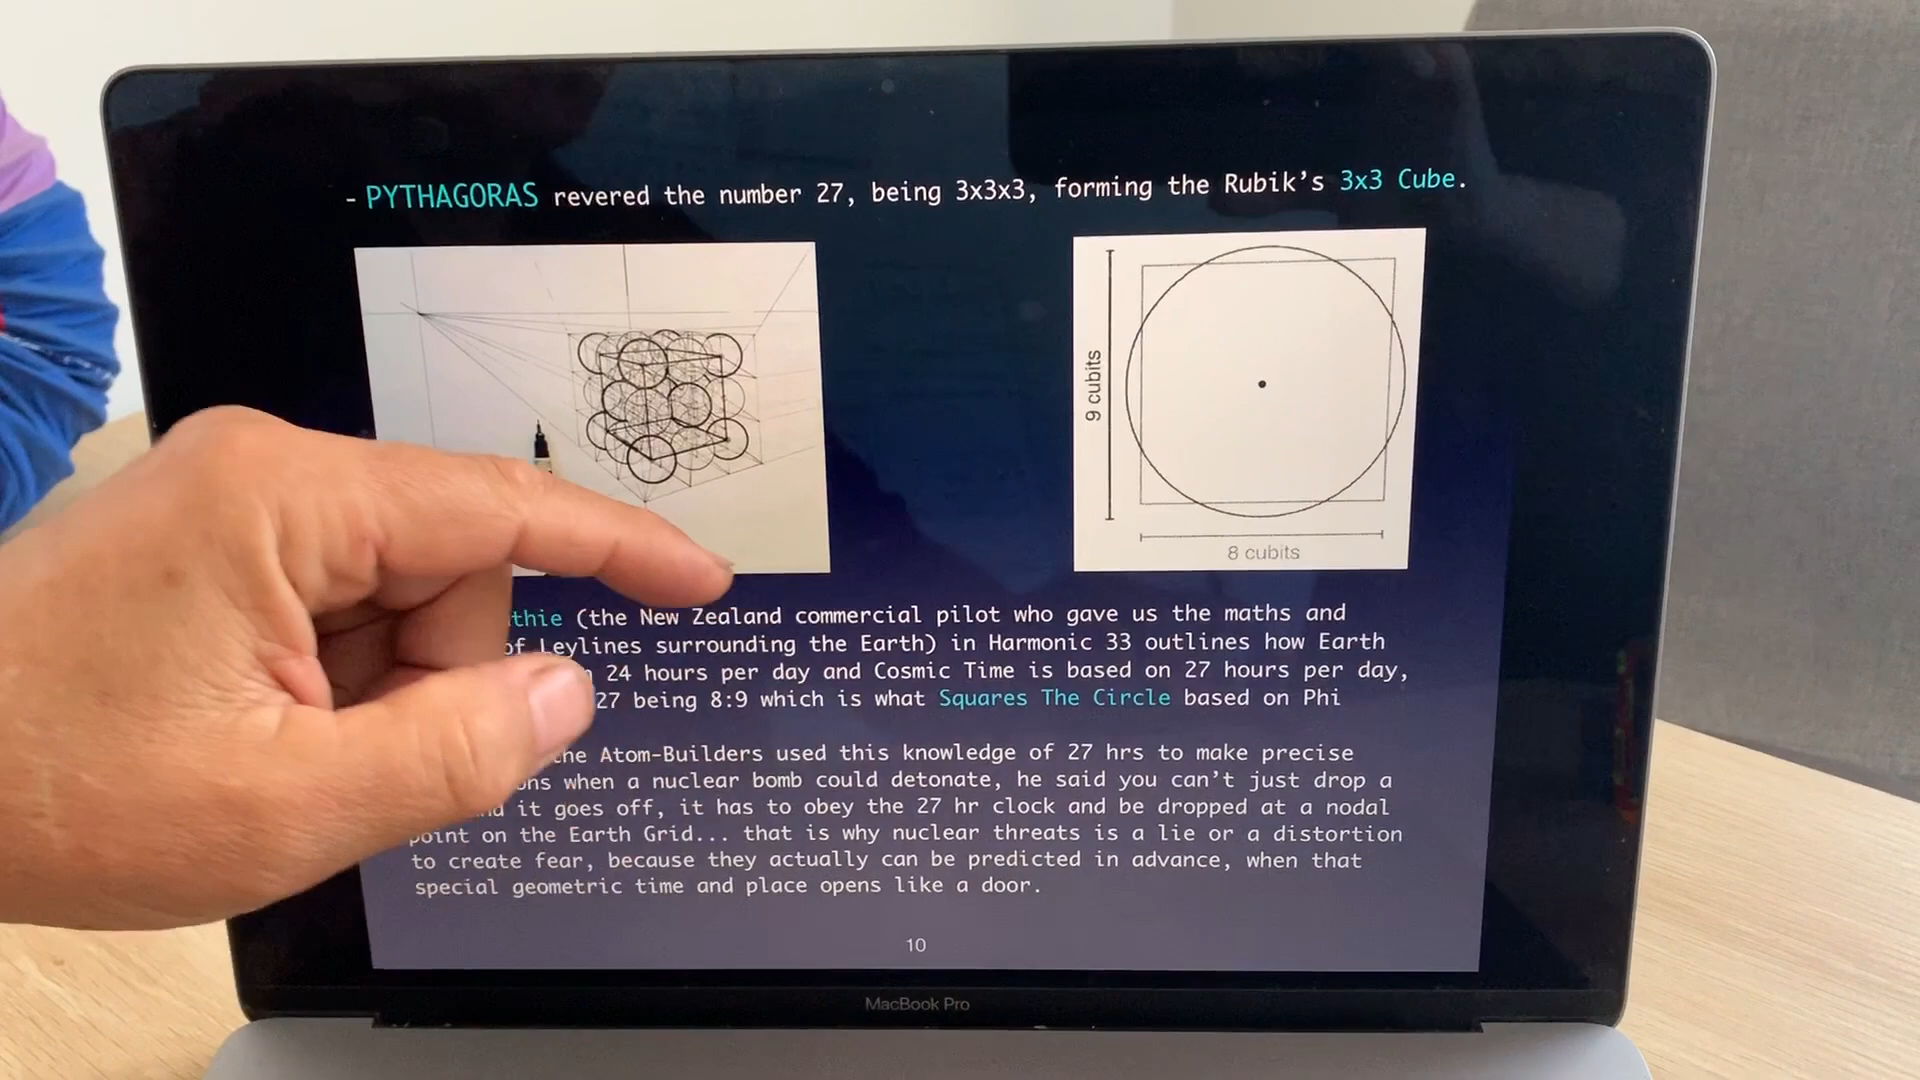 - PYTHAGORAS revered the number 27, being 3x3x3, forming the Rubik's 3x3 Cube.
9 cubits
8 cubits
(the New Zealand commercial pilot who gave us the maths and
of Leylines surrounding the Earth) in Harmonic 33 outlines how Earth
24 hours per day and Cosmic Time is based on 27 hours per day,
27 being 8:9 which is what Squares The Circle based on Phi
the Atom-Builders used this knowledge of 27 hrs to make precise
when a nuclear bomb could detonate, he said you can't just drop a
it goes off, it has to obey the 27 hr clock and be dropped at a nodal
point on the Earth Grid... that is why nuclear threats is a lie or a distortion
to create fear, because they actually can be predicted in advance, when that
special geometric time and place opens like a door.
10
MacBook Pro